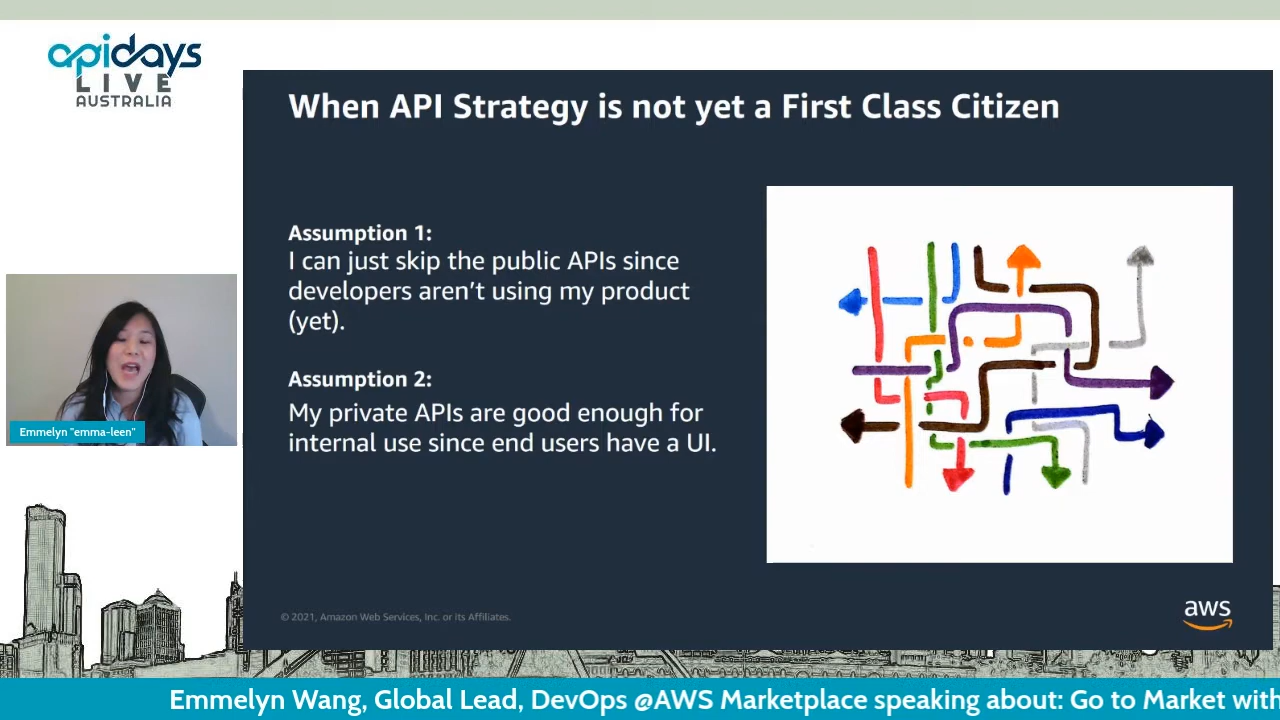 apidays
LIVE
AUSTRALIA
When API Strategy is not yet a First Class Citizen
Assumption 1:
I can just skip the public APIs since
developers aren't using my product
(yet).
Assumption 2:
My private APIs are good enough for
internal use since end users have a UI.
Emmelyn "emma-leen"
© 2021, Amazon Web Services, Inc. or its Affiliates.
aws
Emmelyn Wang, Global Lead, DevOps @AWS Marketplace speaking about: Go to Market with